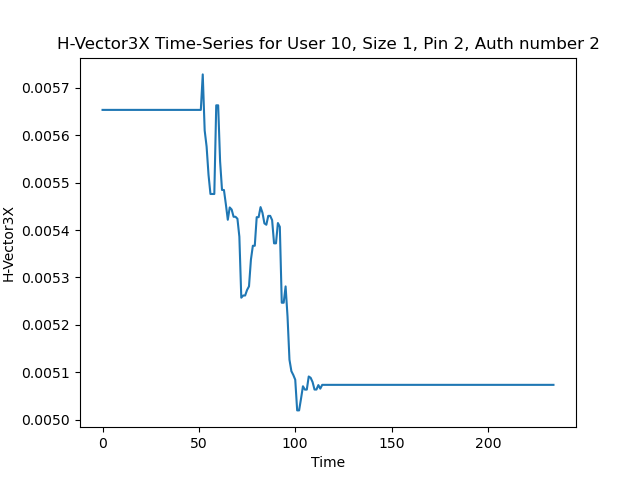 H-Vector3X Time-Series for User 10, Size 1, Pin 2, Auth number 2
0.0057
0.0056
0.0055
0.0054
0.0053
0.0052
0.0051
0.0050
H-Vector3X
0 50 100 150 200
Time